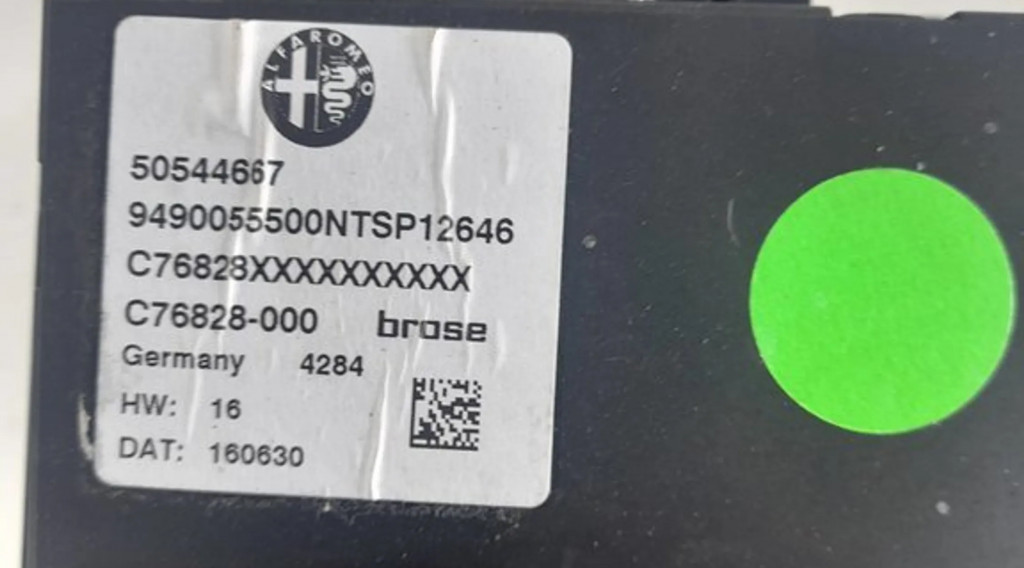 ALFA ROMEO
50544667
9490055500NTSP12646
C76828XXXXXXXXXX
C76828-000 brose
Germany 4284
HW: 16
DAT: 160630